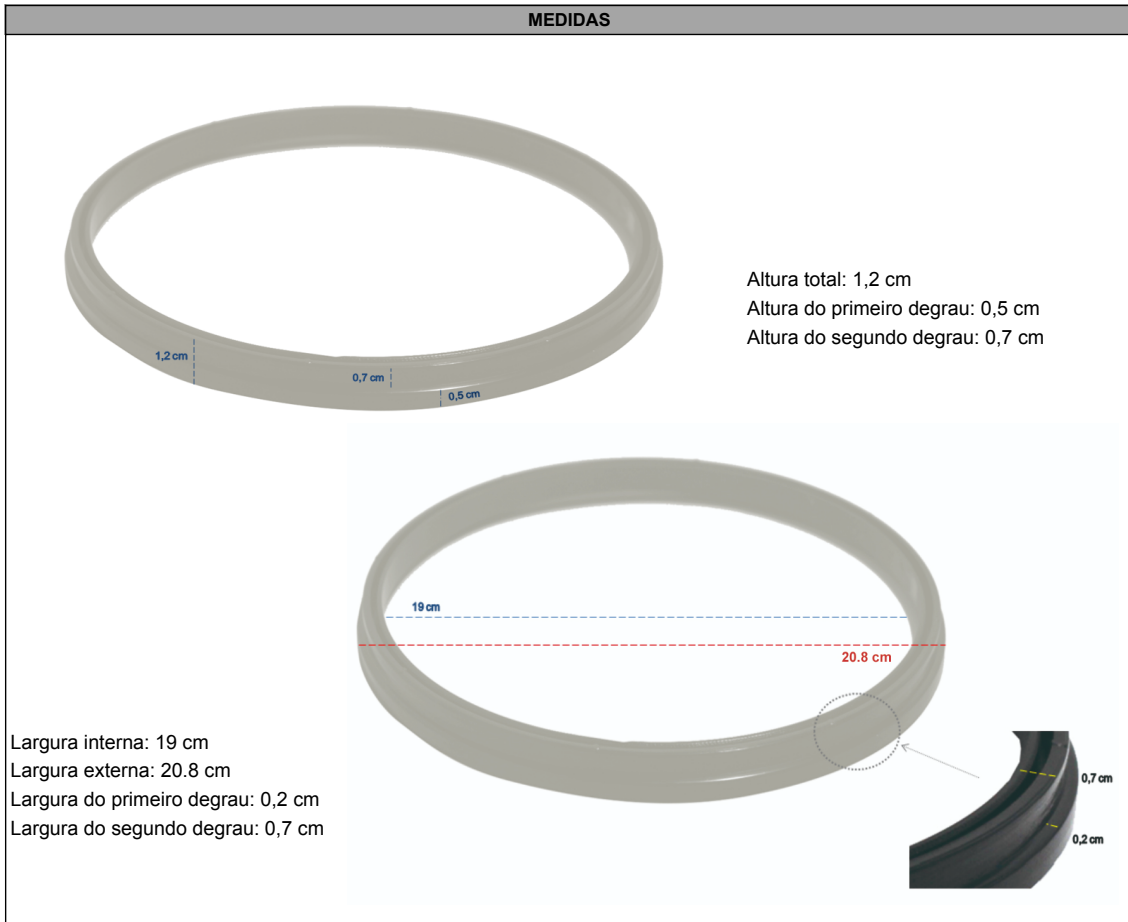 MEDIDAS
Altura total: 1,2 cm
Altura do primeiro degrau: 0,5 cm
Altura do segundo degrau: 0,7 cm
1,2 cm
0,7 cm
0,5 cm
19 cm
20.8 cm
Largura interna: 19 cm
Largura externa: 20.8 cm
Largura do primeiro degrau: 0,2 cm
Largura do segundo degrau: 0,7 cm
0,7 cm
0,2 cm